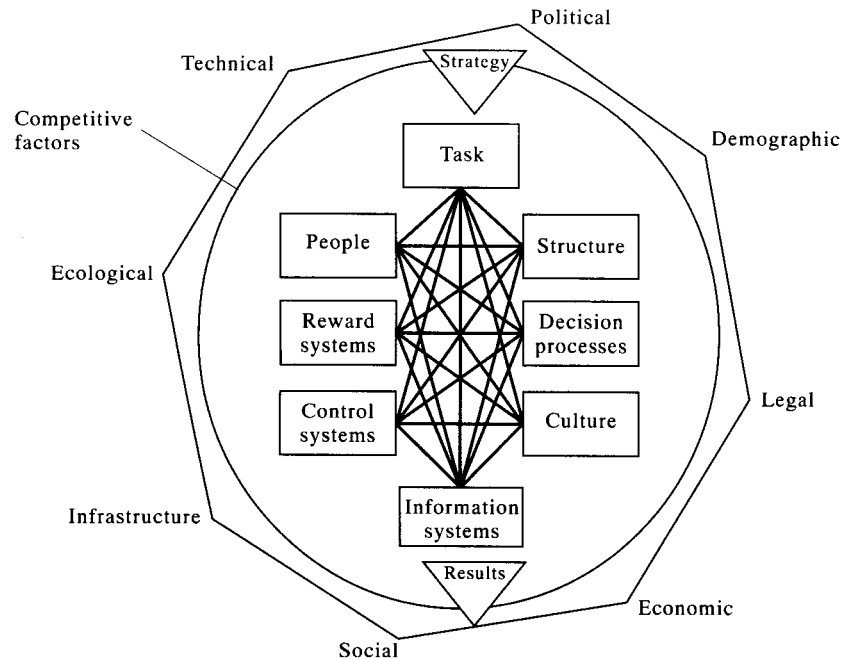 Political
Strategy
Technical
Competitive
factors
Demographic
Task
People
Structure
Ecological
Reward
systems
Decision
processes
Control
systems
Culture
Legal
Infrastructure
Information
systems
Results
Economic
Social